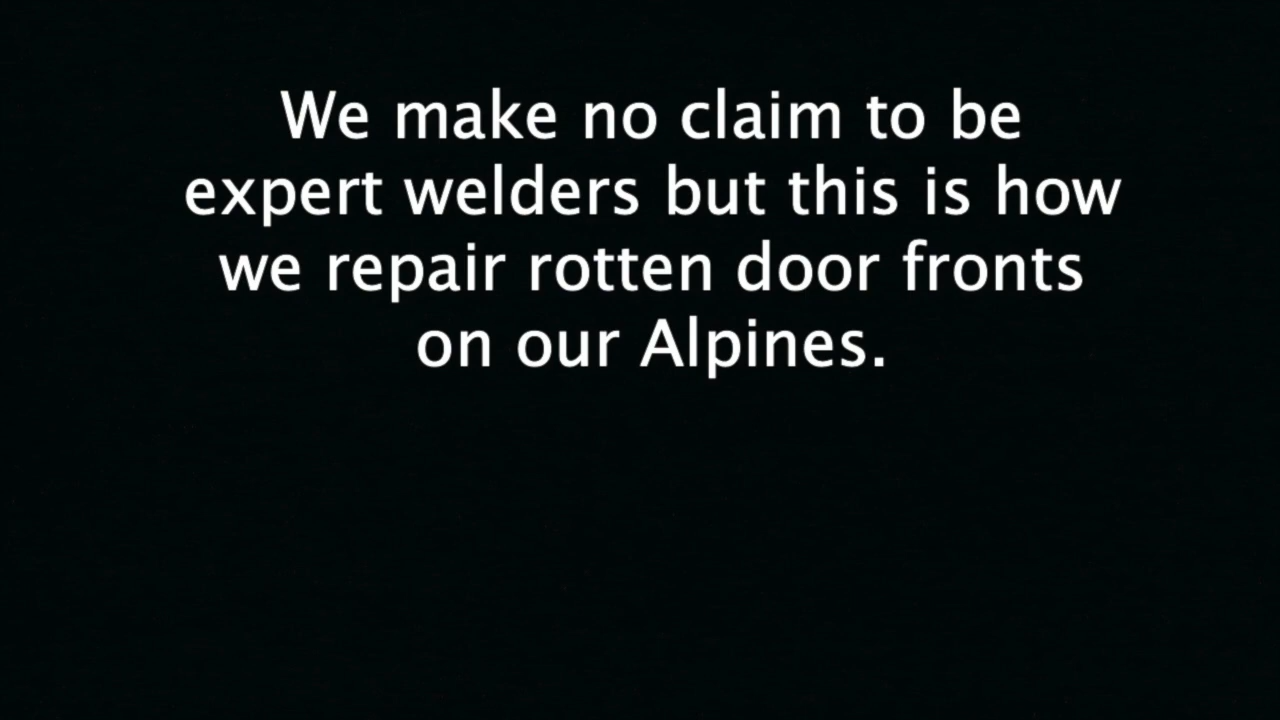 We make no claim to be
expert welders but this is how
we repair rotten door fronts
on our Alpines.